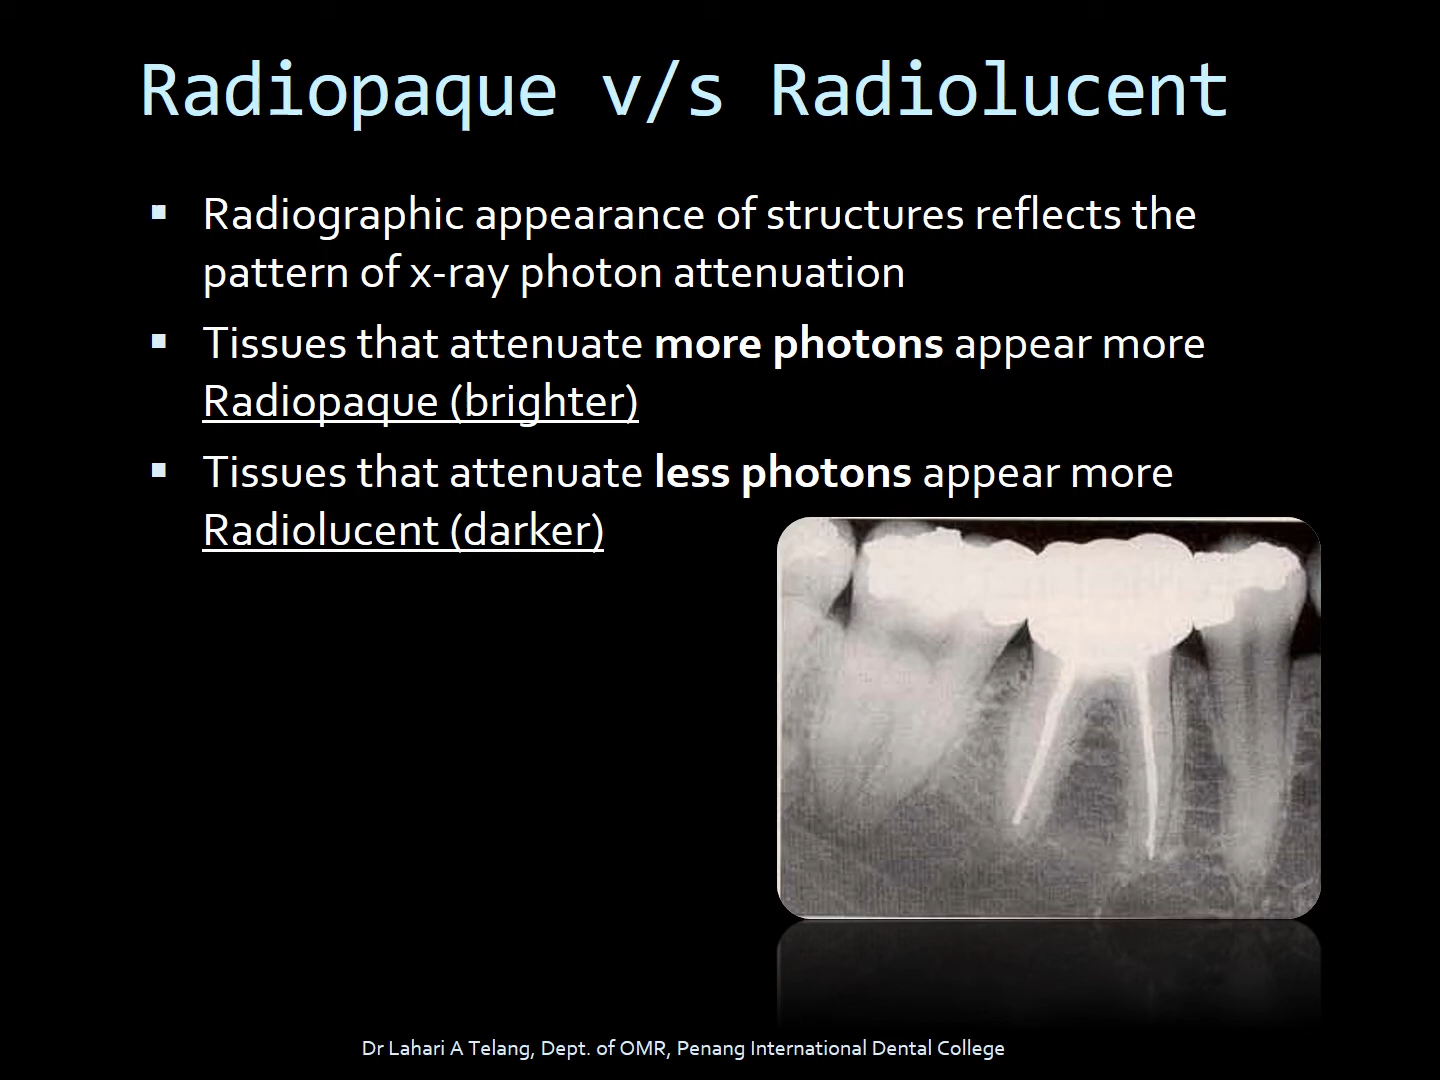 Radiopaque v/s Radiolucent
▪ Radiographic appearance of structures reflects the
pattern of x-ray photon attenuation
▪ Tissues that attenuate more photons appear more
Radiopaque (brighter)
▪ Tissues that attenuate less photons appear more
Radiolucent (darker)
Dr Lahari A Telang, Dept. of OMR, Penang International Dental College